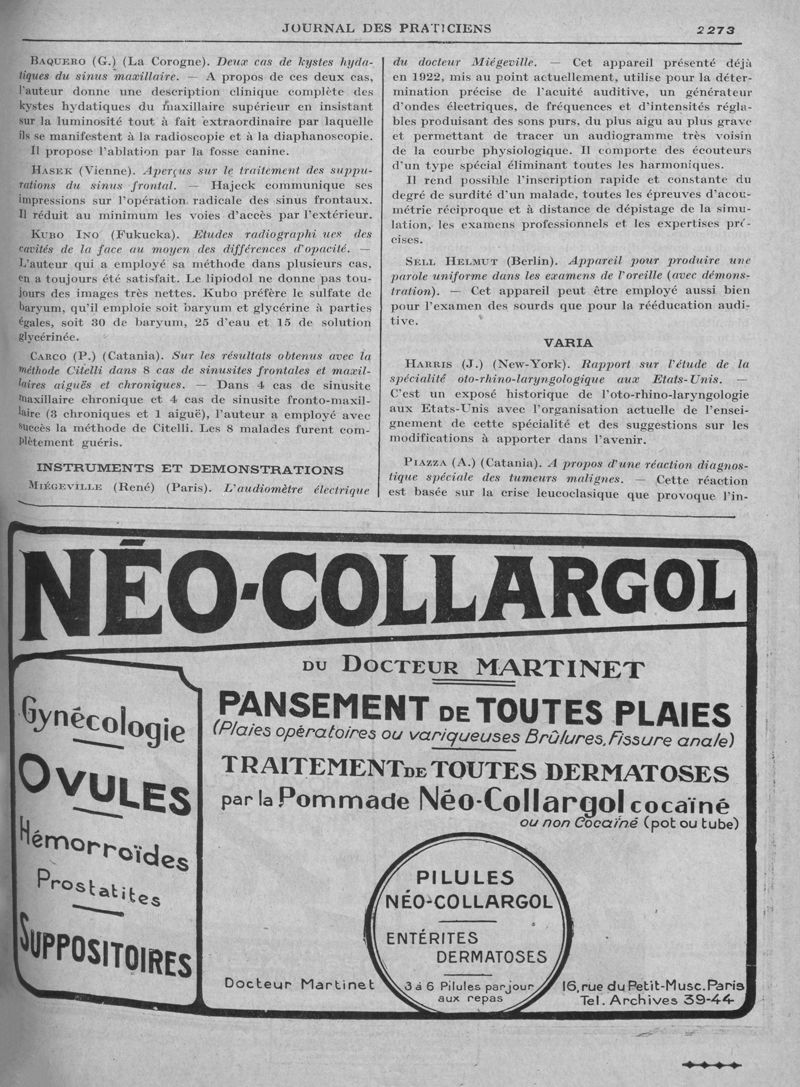 JOURNAL DES PRATICIENS
2273
BAQUERO (G.) (La Corogne). Deux cas de kystes hyda-
tiques du sinus maxillaire. — A propos de ces deux cas,
l'auteur donne une description clinique complète des
kystes hydatiques du maxillaire supérieur en insistant
sur la luminosité tout à fait extraordinaire par laquelle
ils se manifestent à la radioscopie et à la diaphanoscopie.
Il propose l'ablation par la fosse canine.
HASEK (Vienne). Aperçus sur le traitement des suppu-
rations du sinus frontal. — Hajeck communique ses
impressions sur l'opération radicale des sinus frontaux.
Il réduit au minimum les voies d'accès par l'extérieur.
KUBO INO (Fukucka). Etudes radiographi ues des
cavités de la face au moyen des différences d'opacité. —
L'auteur qui a employé sa méthode dans plusieurs cas,
en a toujours été satisfait. Le lipiodol ne donne pas tou-
jours des images très nettes. Kubo préfère le sulfate de
baryum, qu'il emploie soit baryum et glycérine à parties
égales, soit 30 de baryum, 25 d'eau et 15 de solution
glycérinée.
CARCO (P.) (Catania). Sur les résultats obtenus avec la
méthode Citelli dans 8 cas de sinusites frontales et maxil-
laires aiguës et chroniques. — Dans 4 cas de sinusite
maxillaire chronique et 4 cas de sinusite fronto-maxil-
laire (3 chroniques et 1 aiguë), l'auteur a employé avec
succès la méthode de Citelli. Les 8 malades furent com-
plètement guéris.
INSTRUMENTS ET DEMONSTRATIONS
MIÉGEVILLE (René) (Paris). L'audiomètre électrique
du docteur Miégeville. — Cet appareil présenté déjà
en 1922, mis au point actuellement, utilise pour la déter-
mination précise de l'acuité auditive, un générateur
d'ondes électriques, de fréquences et d'intensités régla-
bles produisant des sons purs, du plus aigu au plus grave
et permettant de tracer un audiogramme très voisin
de la courbe physiologique. Il comporte des écouteurs
d'un type spécial éliminant toutes les harmoniques.
Il rend possible l'inscription rapide et constante du
degré de surdité d'un malade, toutes les épreuves d'acou-
métrie réciproque et à distance de dépistage de la simu-
lation, les examens professionnels et les expertises pré-
cises.
SELL HELMUT (Berlin). Appareil pour produire une
parole uniforme dans les examens de l'oreille (avec démons-
tration). — Cet appareil peut être employé aussi bien
pour l'examen des sourds que pour la rééducation audi-
tive.
VARIA
HARRIS (J.) (New-York). Rapport sur l'étude de la
spécialité oto-rhino-laryngologique aux Etats-Unis. —
C'est un exposé historique de l'oto-rhino-laryngologie
aux Etats-Unis avec l'organisation actuelle de l'ensei-
gnement de cette spécialité et des suggestions sur les
modifications à apporter dans l'avenir.
PIAZZA (A.) (Catania). A propos d'une réaction diagnos-
tique spéciale des tumeurs malignes. — Cette réaction
est basée sur la crise leucoclasique que provoque l'in-
NÉO-COLLARGOL
DU DOCTEUR MARTINET
PANSEMENT DE TOUTES PLAIES
(Plaies opératoires ou variqueuses Brûlures, Fissure anale)
TRAITEMENT DE TOUTES DERMATOSES
par la Pommade Néo-Collargol cocaïné
ou non Cocaïné (pot ou tube)
Gynécologie
OVULES
Hémorroïdes
Prostatites
SUPPOSITOIRES
PILULES
NÉO-COLLARGOL
ENTÉRITES
DERMATOSES
3 à 6 Pilules par jour
aux repas
Docteur Martinet
16, rue du Petit-Musc. Paris
Tel. Archives 39-44